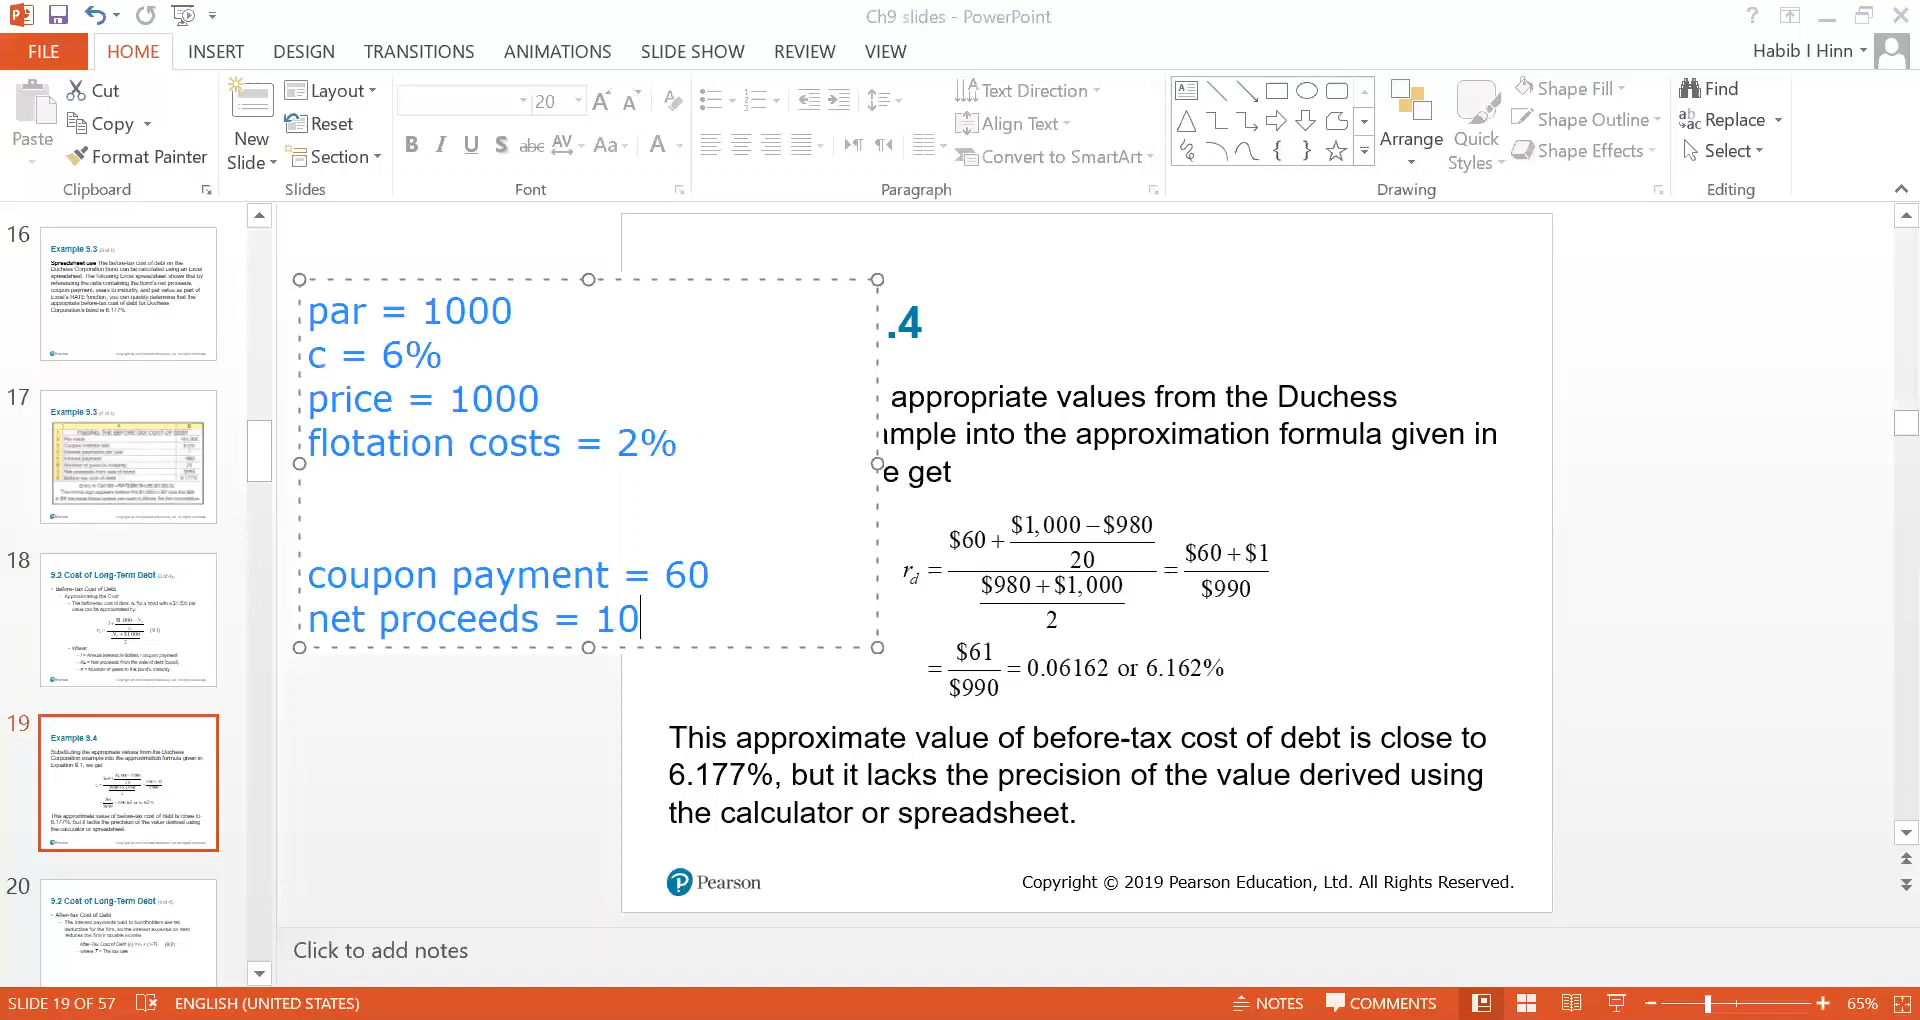 Ch9 slides - PowerPoint
FILE HOME INSERT DESIGN TRANSITIONS ANIMATIONS SLIDE SHOW REVIEW VIEW
Habib I Hinn
Paste
Cut
Copy
Format Painter
Clipboard
New
Slide
Layout
Reset
Section
Slides
20
Font
Paragraph
Text Direction
Align Text
Convert to SmartArt
Arrange
Quick
Styles
Shape Fill
Shape Outline
Shape Effects
Drawing
Find
Replace
Select
Editing
16
Example 9.3
17
Example 9.3
18
9.2 Cost of Long-Term Debt
19
Example 9.4
20
9.2 Cost of Long-Term Debt
par = 1000
c = 6%
price = 1000
flotation costs = 2%
coupon payment = 60
net proceeds = 10
.4
appropriate values from the Duchess
mple into the approximation formula given in
e get
r_d = ($60 + ($1,000 − $980) / 20) / (($980 + $1,000) / 2) = ($60 + $1) / $990
= $61 / $990 = 0.06162 or 6.162%
This approximate value of before-tax cost of debt is close to
6.177%, but it lacks the precision of the value derived using
the calculator or spreadsheet.
Pearson
Copyright © 2019 Pearson Education, Ltd. All Rights Reserved.
Click to add notes
SLIDE 19 OF 57 ENGLISH (UNITED STATES) NOTES COMMENTS 65%